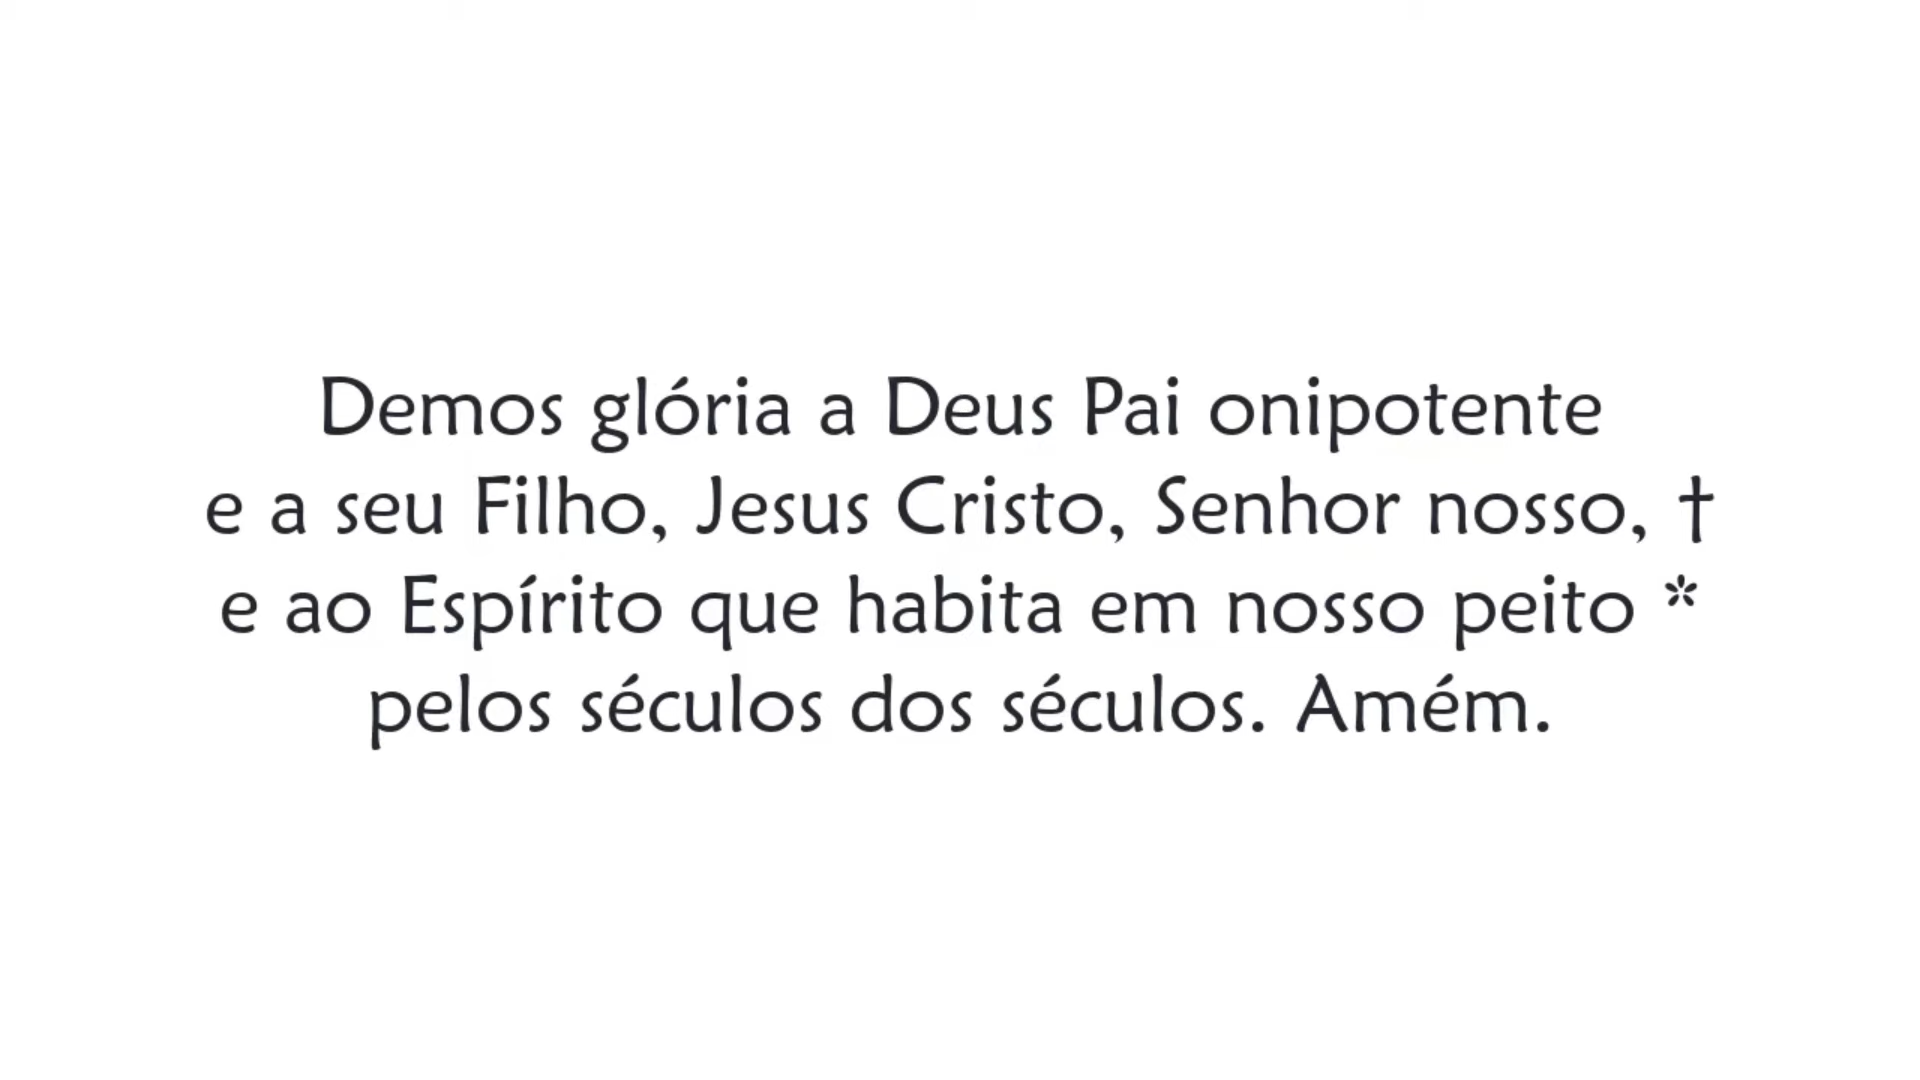 Demos glória a Deus Pai onipotente
e a seu Filho, Jesus Cristo, Senhor nosso, †
e ao Espírito que habita em nosso peito *
pelos séculos dos séculos. Amém.